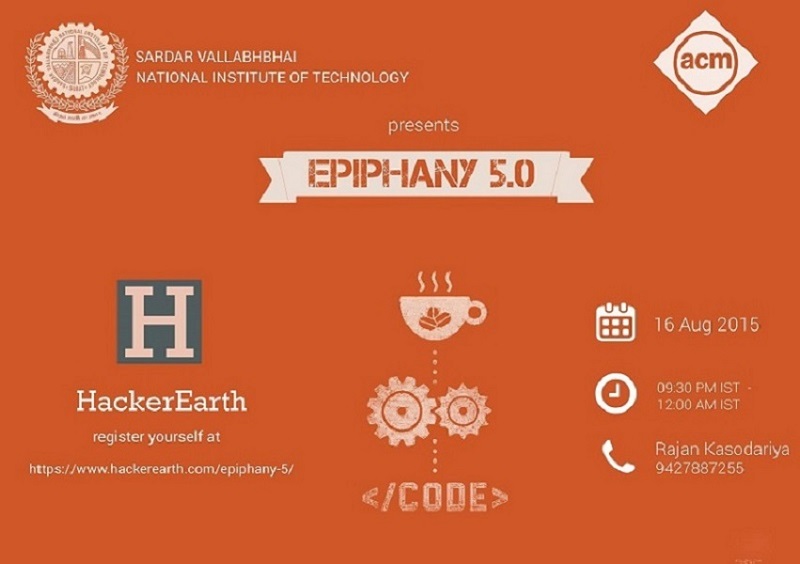 SARDAR VALLABHBHAI
NATIONAL INSTITUTE OF TECHNOLOGY
acm
presents
EPIPHANY 5.0
H
HackerEarth
register yourself at
https://www.hackerearth.com/epiphany-5/
</CODE>
16 Aug 2015
09:30 PM IST -
12:00 AM IST
Rajan Kasodariya
9427887255